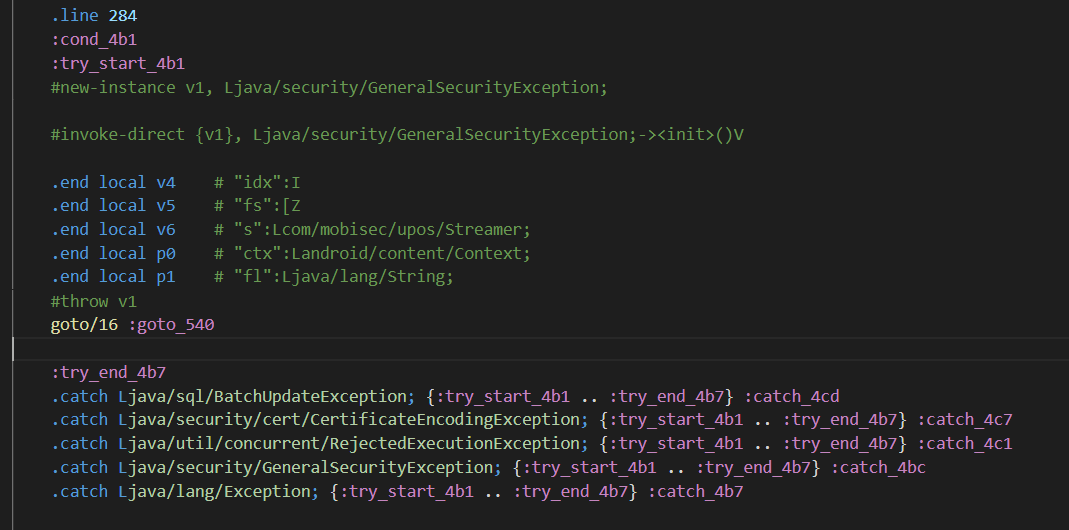 .line 284
:cond_4b1
:try_start_4b1
#new-instance v1, Ljava/security/GeneralSecurityException;
#invoke-direct {v1}, Ljava/security/GeneralSecurityException;-><init>()V
.end local v4    # "idx":I
.end local v5    # "fs":[Z
.end local v6    # "s":Lcom/mobisec/upos/Streamer;
.end local p0    # "ctx":Landroid/content/Context;
.end local p1    # "fl":Ljava/lang/String;
#throw v1
goto/16 :goto_540
:try_end_4b7
.catch Ljava/sql/BatchUpdateException; {:try_start_4b1 .. :try_end_4b7} :catch_4cd
.catch Ljava/security/cert/CertificateEncodingException; {:try_start_4b1 .. :try_end_4b7} :catch_4c7
.catch Ljava/util/concurrent/RejectedExecutionException; {:try_start_4b1 .. :try_end_4b7} :catch_4c1
.catch Ljava/security/GeneralSecurityException; {:try_start_4b1 .. :try_end_4b7} :catch_4bc
.catch Ljava/lang/Exception; {:try_start_4b1 .. :try_end_4b7} :catch_4b7